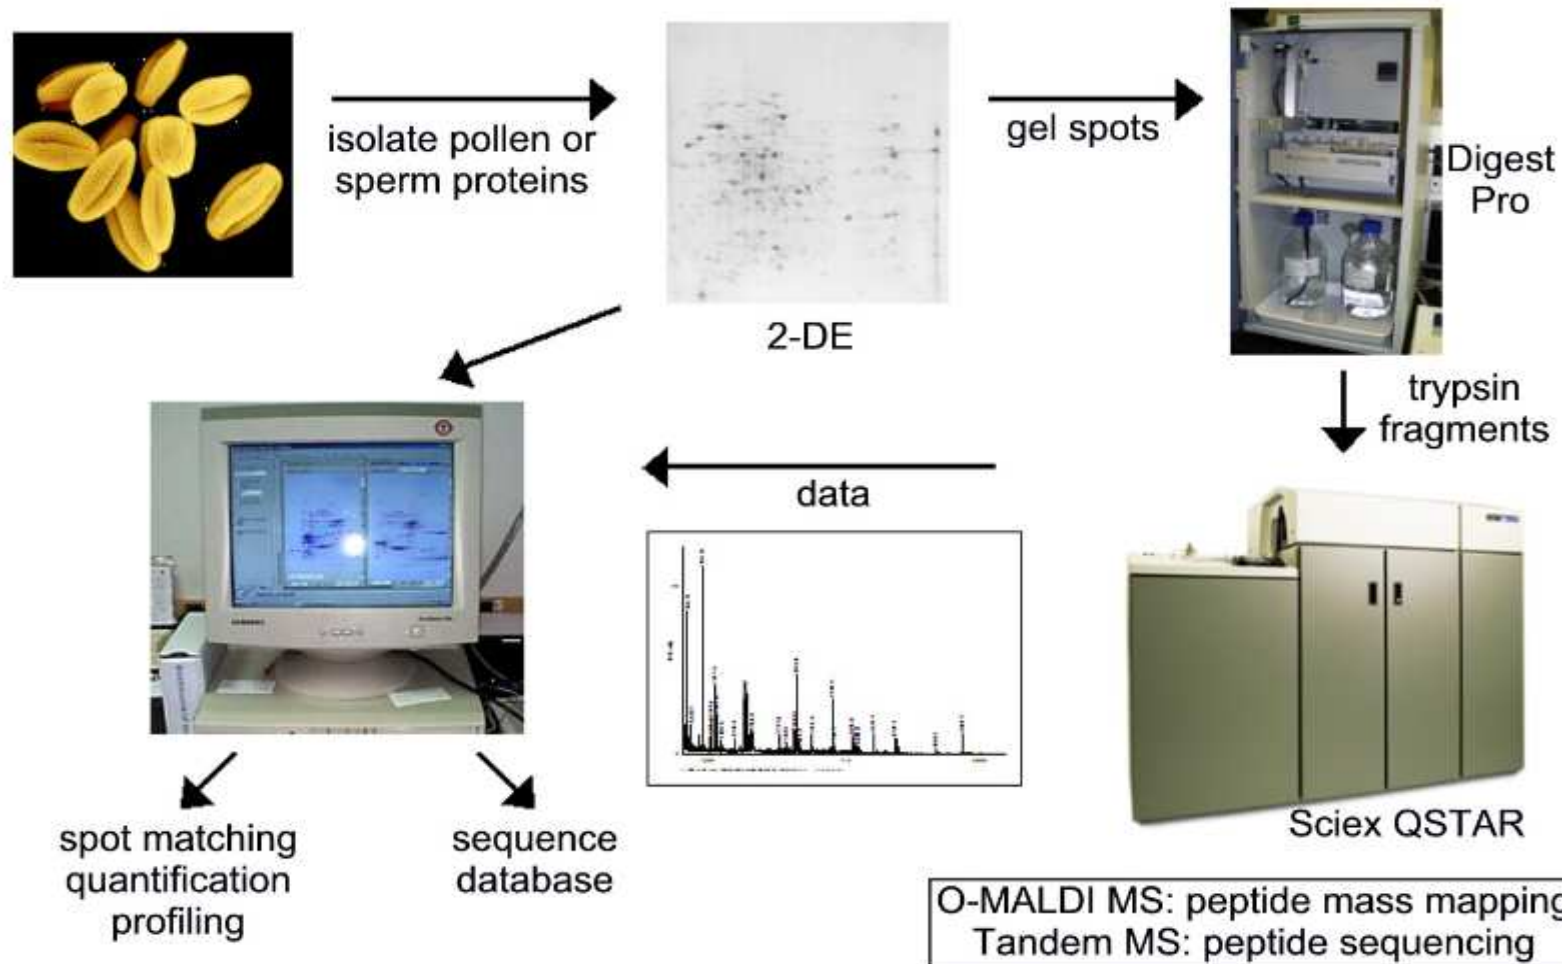 isolate pollen or
sperm proteins
gel spots
Digest
Pro
2-DE
trypsin
fragments
data
Sciex QSTAR
spot matching
quantification
profiling
sequence
database
O-MALDI MS: peptide mass mapping
Tandem MS: peptide sequencing